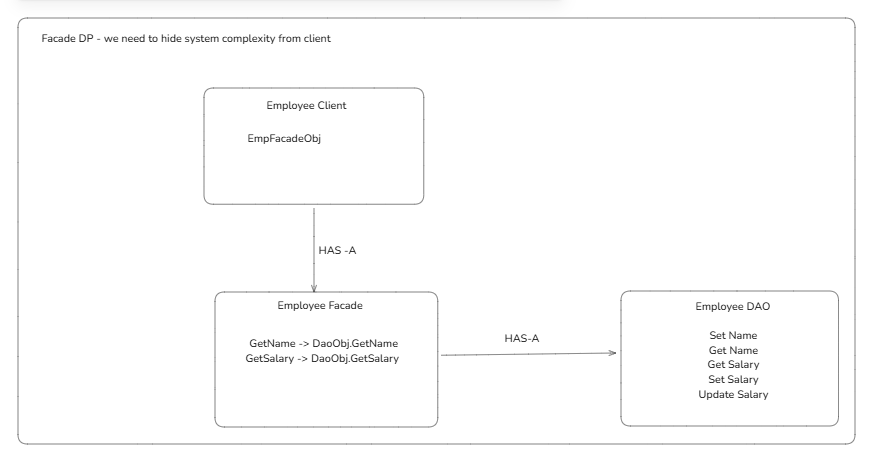 Facade DP - we need to hide system complexity from client
Employee Client
EmpFacadeObj
HAS -A
Employee Facade
GetName -> DaoObj.GetName
GetSalary -> DaoObj.GetSalary
HAS-A
Employee DAO
Set Name
Get Name
Get Salary
Set Salary
Update Salary